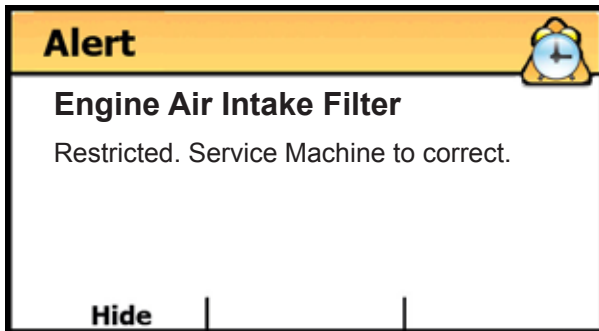 Alert
Engine Air Intake Filter
Restricted. Service Machine to correct.
Hide